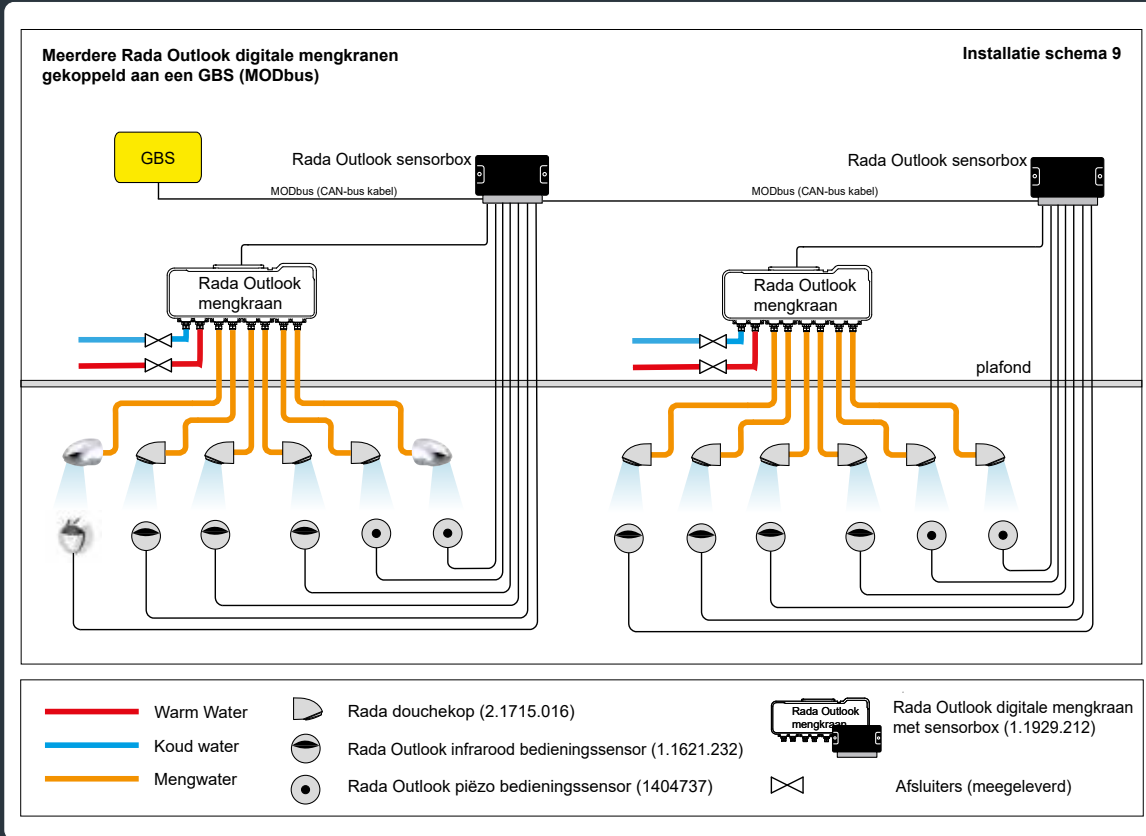 Meerdere Rada Outlook digitale mengkranen
gekoppeld aan een GBS (MODbus)
Installatie schema 9
GBS
Rada Outlook sensorbox
Rada Outlook sensorbox
MODbus (CAN-bus kabel)
MODbus (CAN-bus kabel)
Rada Outlook
mengkraan
Rada Outlook
mengkraan
plafond
Warm Water
Koud water
Mengwater
Rada douchekop (2.1715.016)
Rada Outlook infrarood bedieningssensor (1.1621.232)
Rada Outlook piëzo bedieningssensor (1404737)
Rada Outlook
mengkraan
Rada Outlook digitale mengkraan
met sensorbox (1.1929.212)
Afsluiters (meegeleverd)